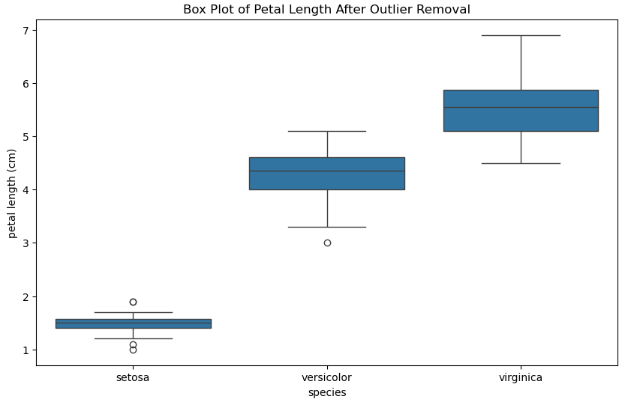 Box Plot of Petal Length After Outlier Removal
7
6
5
4
3
2
1
petal length (cm)
setosa versicolor virginica
species